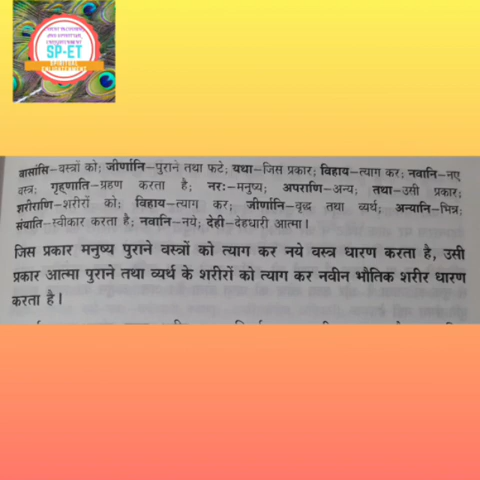 SP-ET
SPIRITUAL
ENLIGHTENMENT
वासांसि–वस्त्रों को; जीर्णानि–पुराने तथा फटे; यथा–जिस प्रकार; विहाय–त्याग कर; नवानि–नए
वस्त्र; गृह्णाति–ग्रहण करता है; नरः–मनुष्य; अपराणि–अन्य; तथा–उसी प्रकार;
शरीराणि–शरीरों को; विहाय–त्याग कर; जीर्णानि–वृद्ध तथा व्यर्थ; अन्यानि–भिन्न;
संयाति–स्वीकार करता है; नवानि–नये; देही–देहधारी आत्मा।
जिस प्रकार मनुष्य पुराने वस्त्रों को त्याग कर नये वस्त्र धारण करता है, उसी
प्रकार आत्मा पुराने तथा व्यर्थ के शरीरों को त्याग कर नवीन भौतिक शरीर धारण
करता है।